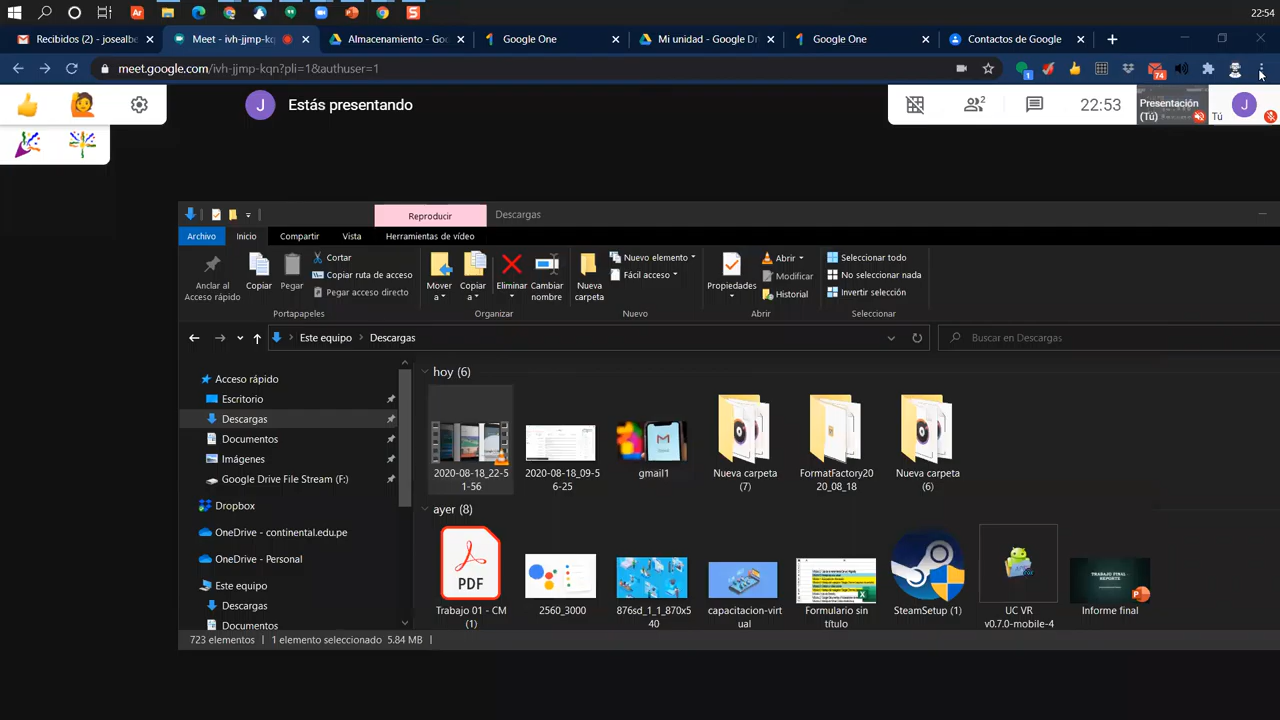 22:54
Recibidos (2) - josealbe
Meet - ivh-jjmp-kq
Almacenamiento - Go
Google One
Mi unidad - Google D
Google One
Contactos de Google
meet.google.com/ivh-jjmp-kqn?pli=1&authuser=1
1
74
J Estás presentando
2
22:53
Presentación
(Tú)
Tú
J
Reproducir
Descargas
Archivo
Inicio
Compartir
Vista
Herramientas de vídeo
Anclar al
Acceso rápido
Copiar
Pegar
Cortar
Copiar ruta de acceso
Pegar acceso directo
Portapapeles
Mover
a
Copiar
a
Eliminar
Cambiar
nombre
Organizar
Nueva
carpeta
Nuevo elemento
Fácil acceso
Nuevo
Propiedades
Abrir
Modificar
Historial
Abrir
Seleccionar todo
No seleccionar nada
Invertir selección
Seleccionar
Este equipo
Descargas
Buscar en Descargas
Acceso rápido
Escritorio
Descargas
Documentos
Imágenes
Google Drive File Stream (F:)
Dropbox
OneDrive - continental.edu.pe
OneDrive - Personal
Este equipo
Descargas
Documentos
hoy (6)
2020-08-18_22-5
1-56
2020-08-18_09-5
6-25
gmail1
Nueva carpeta
(7)
FormatFactory20
20_08_18
Nueva carpeta
(6)
ayer (8)
PDF
Trabajo 01 - CM
(1)
2560_3000
876sd_1_1_870x5
40
capacitacion-virt
ual
Formulario sin
título
SteamSetup (1)
UC VR
v0.7.0-mobile-4
TRABAJO FINAL
REPORTE
Informe final
723 elementos
1 elemento seleccionado 5.84 MB